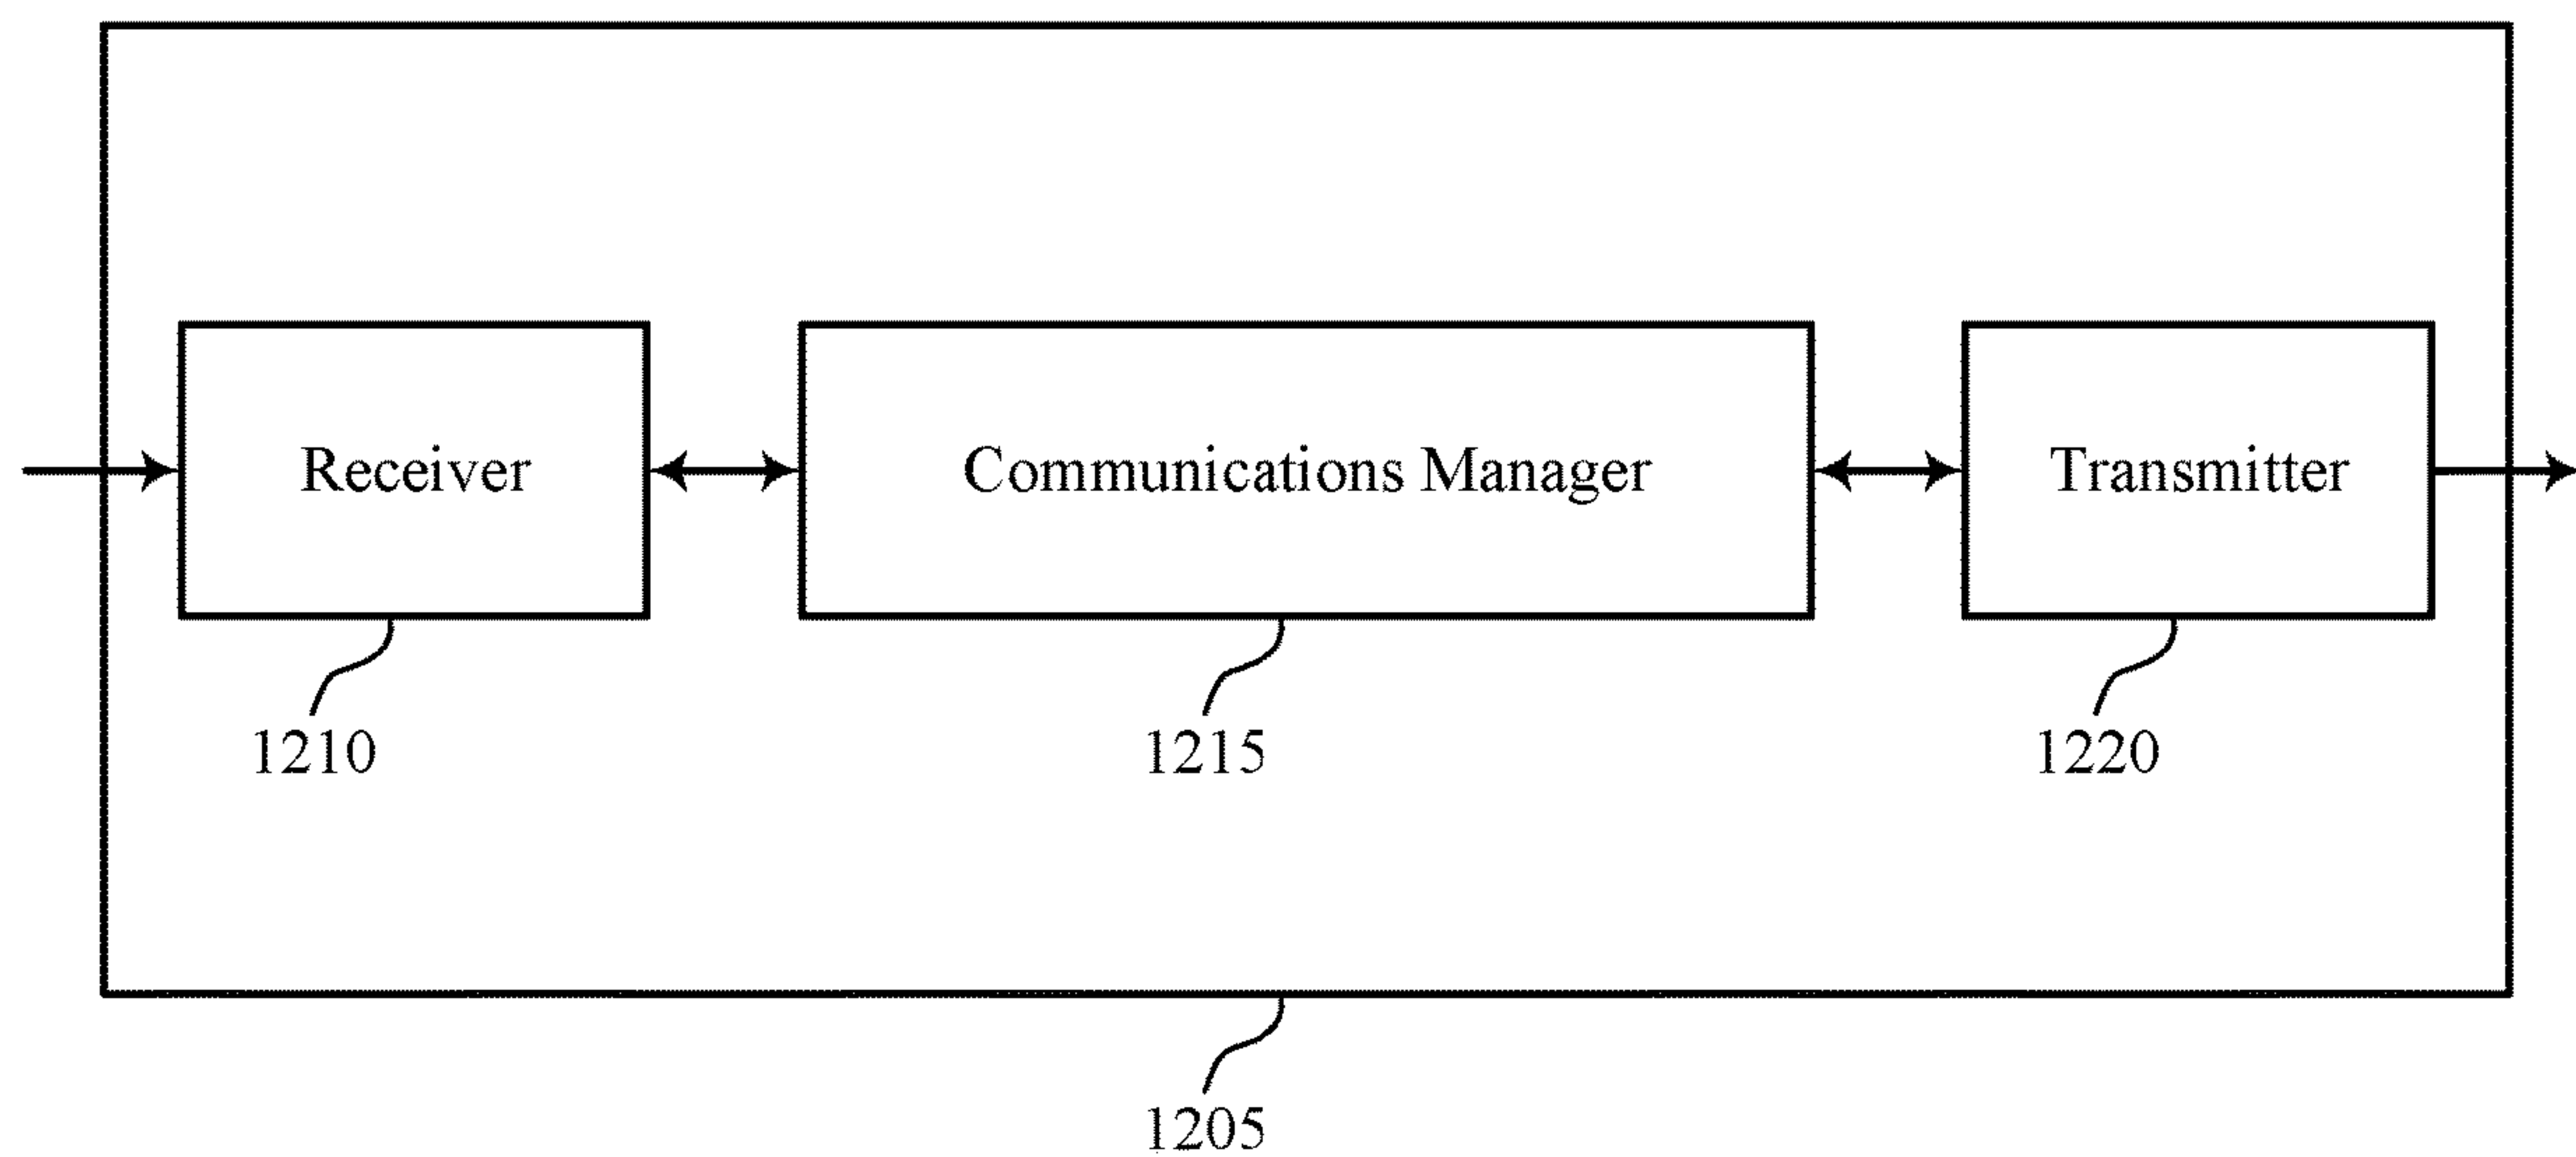 Receiver
Communications Manager
Transmitter
1210
1215
1220
1205